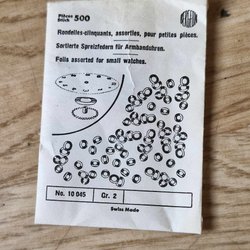 Pièces
Stück 500
Rondelles-clinquants, assorties, pour petites pièces.
Sortierte Spreizfedern für Armbanduhren.
Foils assorted for small watches.
No. 10 045 Gr. 2
Swiss Made